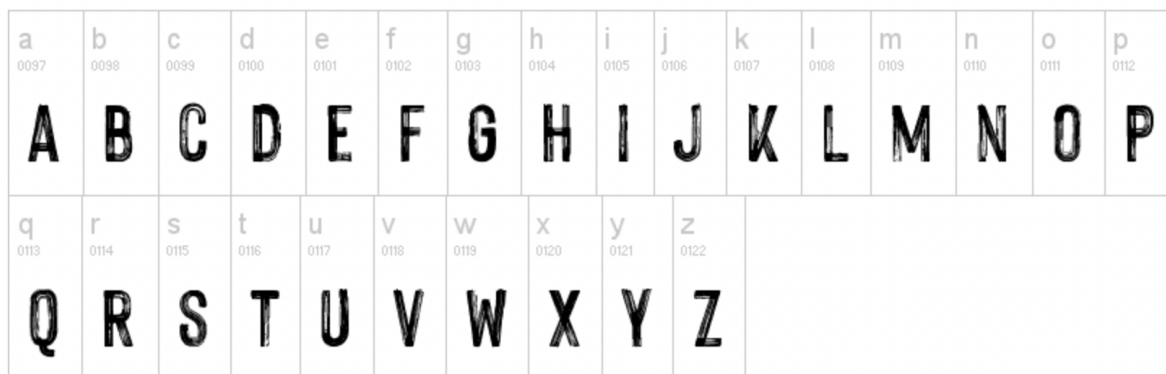 a b c d e f g h i j k l m n o p
0097 0098 0099 0100 0101 0102 0103 0104 0105 0106 0107 0108 0109 0110 0111 0112
A B C D E F G H I J K L M N O P
q r s t u v w x y z
0113 0114 0115 0116 0117 0118 0119 0120 0121 0122
Q R S T U V W X Y Z